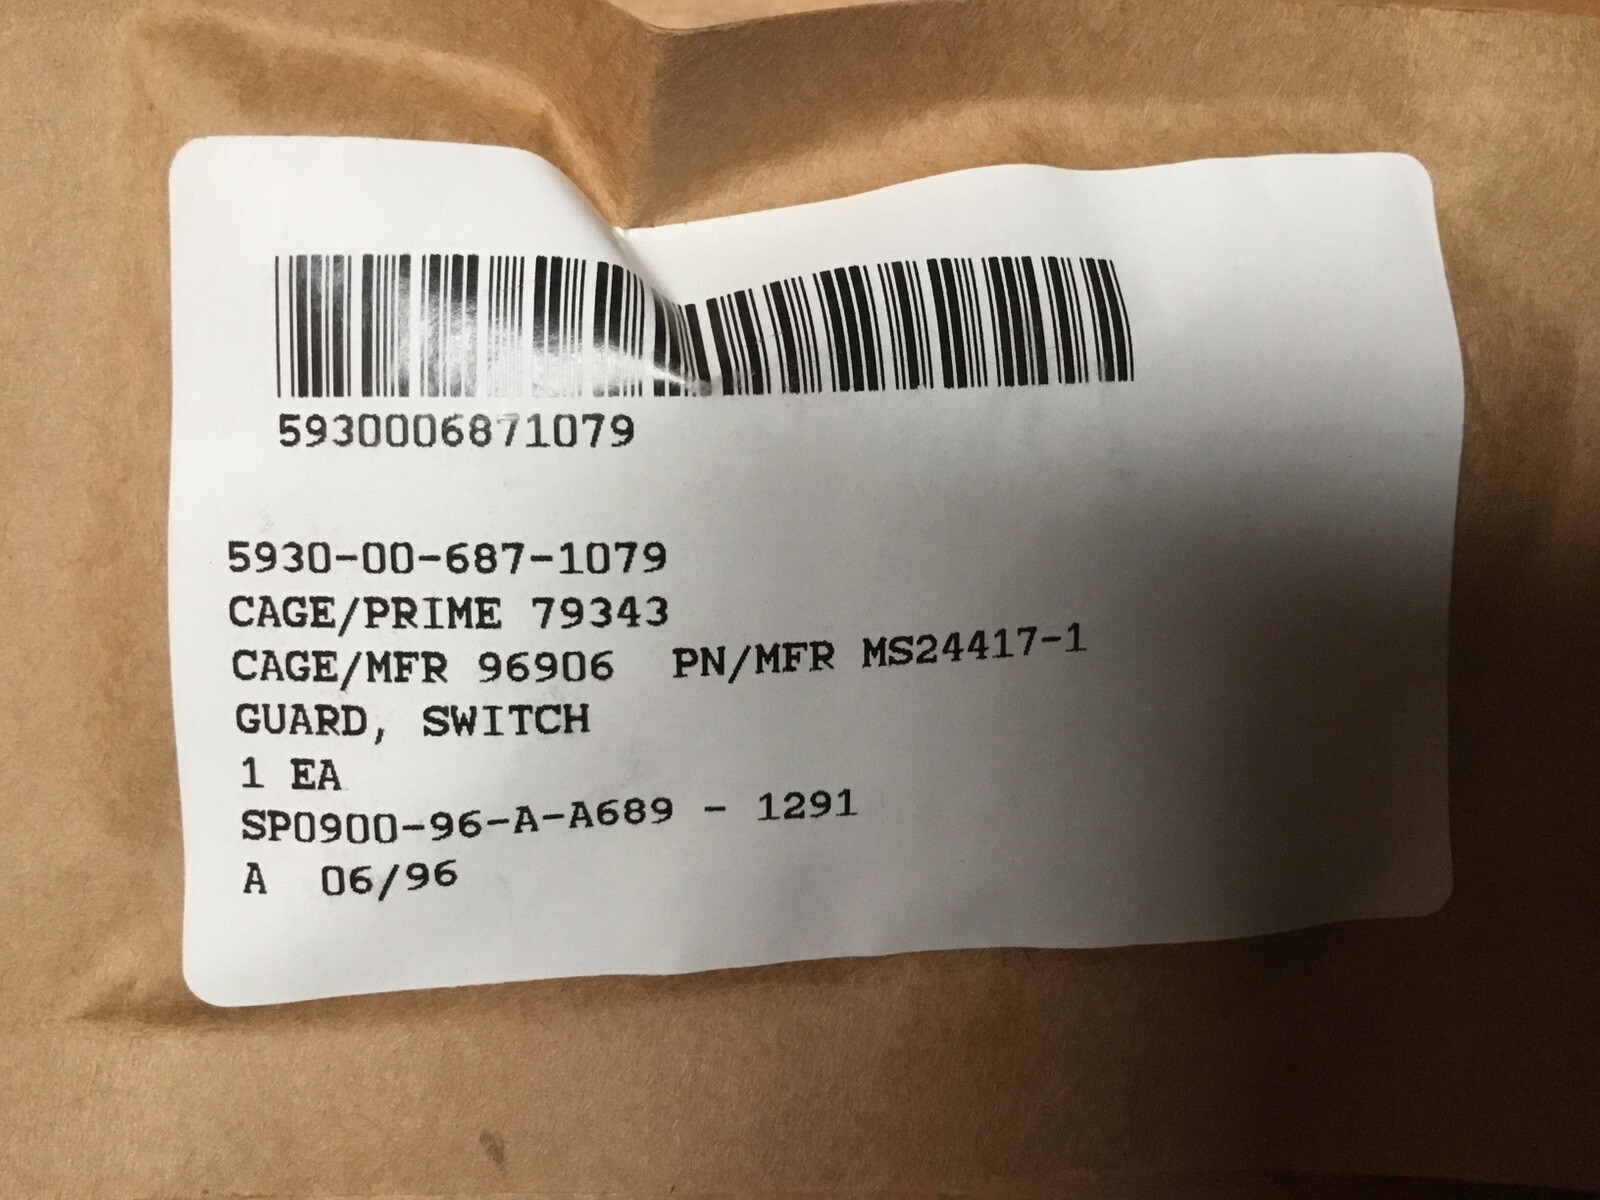 5930006871079
5930-00-687-1079
CAGE/PRIME 79343
CAGE/MFR 96906 PN/MFR MS24417-1
GUARD, SWITCH
1 EA
SP0900-96-A-A689 - 1291
A 06/96